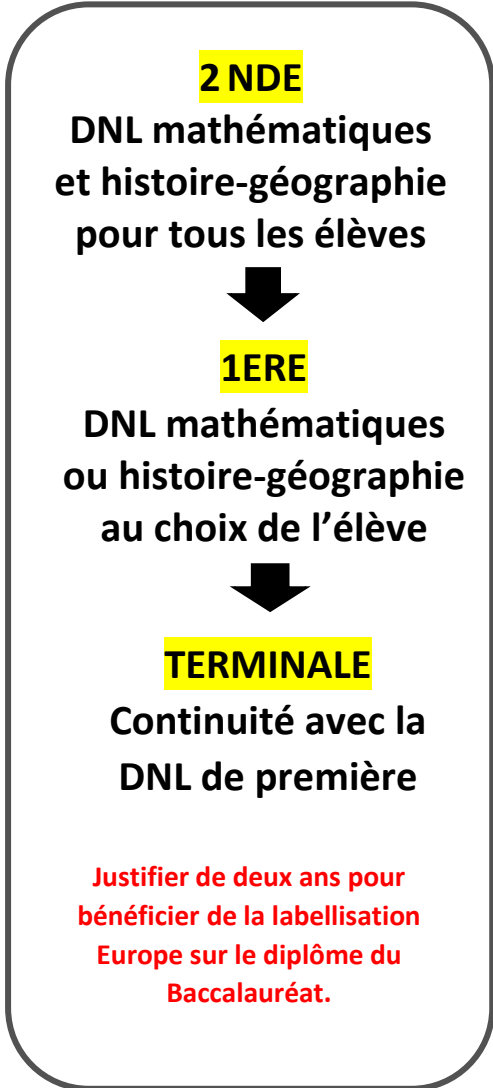 2 NDE
DNL mathématiques
et histoire-géographie
pour tous les élèves
1ERE
DNL mathématiques
ou histoire-géographie
au choix de l’élève
TERMINALE
Continuité avec la
DNL de première
Justifier de deux ans pour
bénéficier de la labellisation
Europe sur le diplôme du
Baccalauréat.